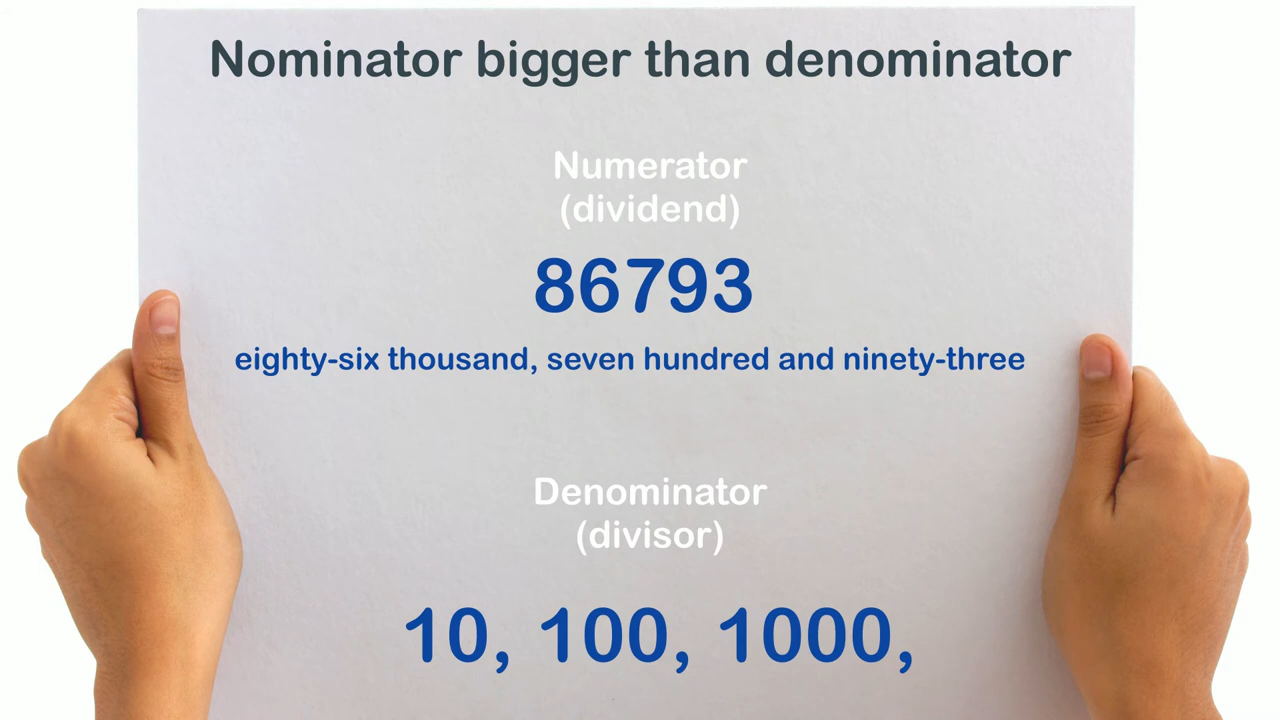 Nominator bigger than denominator
Numerator
(dividend)
86793
eighty-six thousand, seven hundred and ninety-three
Denominator
(divisor)
10, 100, 1000,